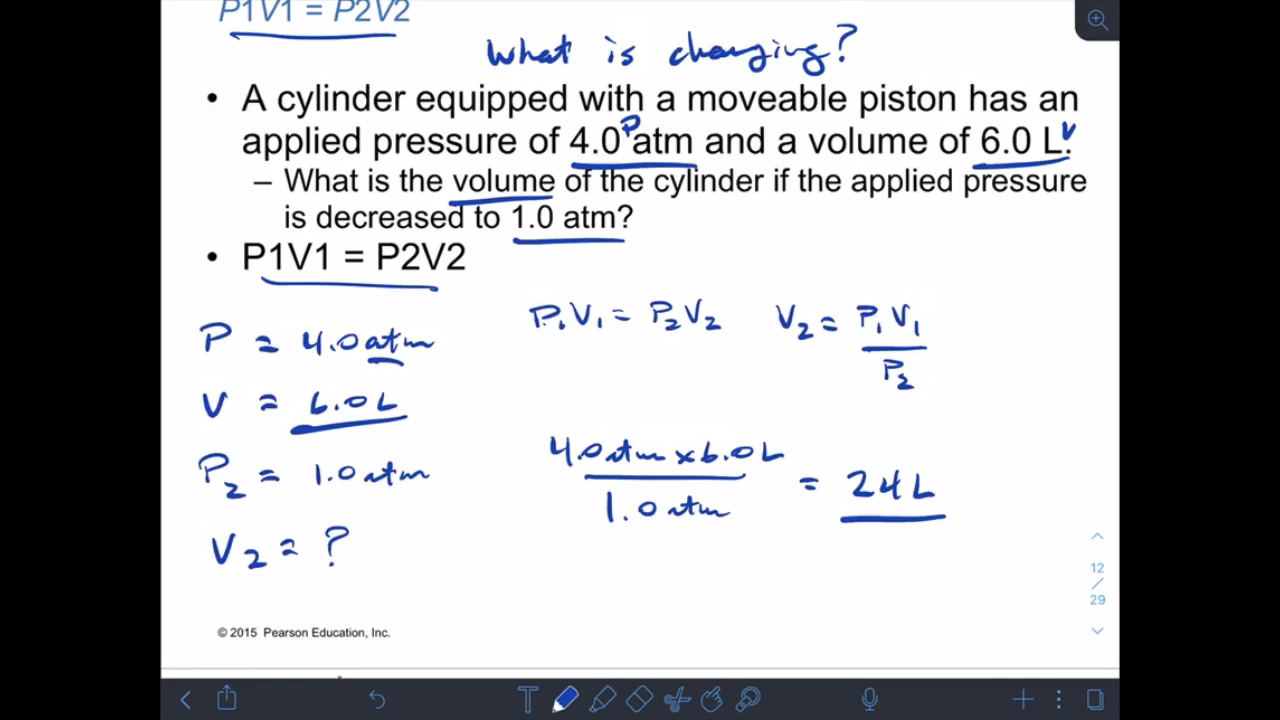 P1V1 = P2V2
What is changing?
• A cylinder equipped with a moveable piston has an
applied pressure of 4.0 atm and a volume of 6.0 L.
P
V
– What is the volume of the cylinder if the applied pressure
is decreased to 1.0 atm?
• P1V1 = P2V2
P₁V₁ = P₂V₂
V₂ = P₁V₁
P₂
P = 4.0 atm
V = 6.0 L
4.0 atm x 6.0 L
P₂ = 1.0 atm
1.0 atm
= 24 L
V₂ = ?
12
/
29
© 2015 Pearson Education, Inc.
T